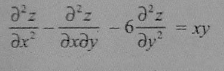 ∂²z/∂x² − ∂²z/∂x∂y − 6 ∂²z/∂y² = xy